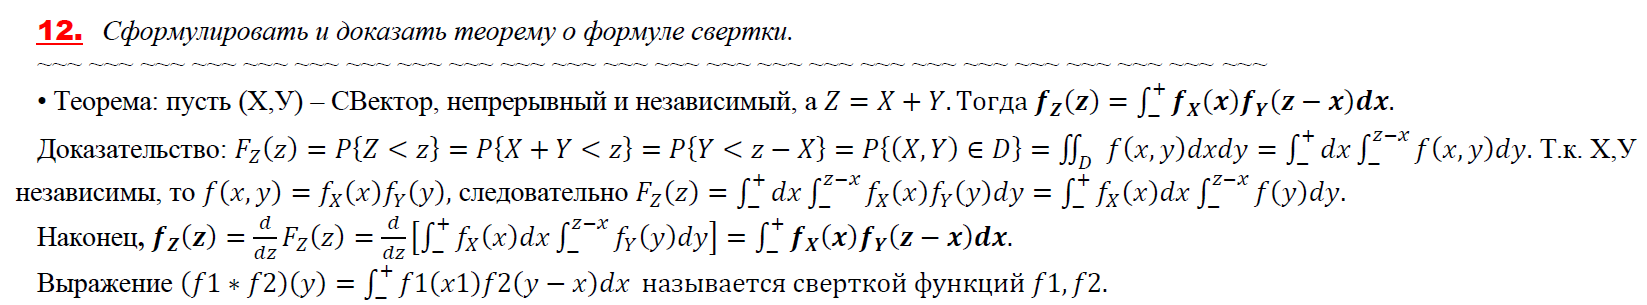 12. Сформулировать и доказать теорему о формуле свертки.
~~~ ~~~ ~~~ ~~~ ~~~ ~~~ ~~~ ~~~ ~~~ ~~~ ~~~ ~~~ ~~~ ~~~ ~~~ ~~~ ~~~ ~~~ ~~~ ~~~ ~~~ ~~~ ~~~ ~~~
• Теорема: пусть (X,У) – СВектор, непрерывный и независимый, а Z = X + Y. Тогда f_Z(z) = ∫_−^+ f_X(x)f_Y(z − x)dx.
Доказательство: F_Z(z) = P{Z < z} = P{X + Y < z} = P{Y < z − X} = P{(X, Y) ∈ D} = ∬_D f(x, y)dxdy = ∫_−^+ dx ∫_−^{z−x} f(x, y)dy. Т.к. X,У
независимы, то f(x, y) = f_X(x)f_Y(y), следовательно F_Z(z) = ∫_−^+ dx ∫_−^{z−x} f_X(x)f_Y(y)dy = ∫_−^+ f_X(x)dx ∫_−^{z−x} f(y)dy.
Наконец, f_Z(z) = d/dz F_Z(z) = d/dz [∫_−^+ f_X(x)dx ∫_−^{z−x} f_Y(y)dy] = ∫_−^+ f_X(x)f_Y(z − x)dx.
Выражение (f1 ∗ f2)(y) = ∫_−^+ f1(x1)f2(y − x)dx называется сверткой функций f1, f2.